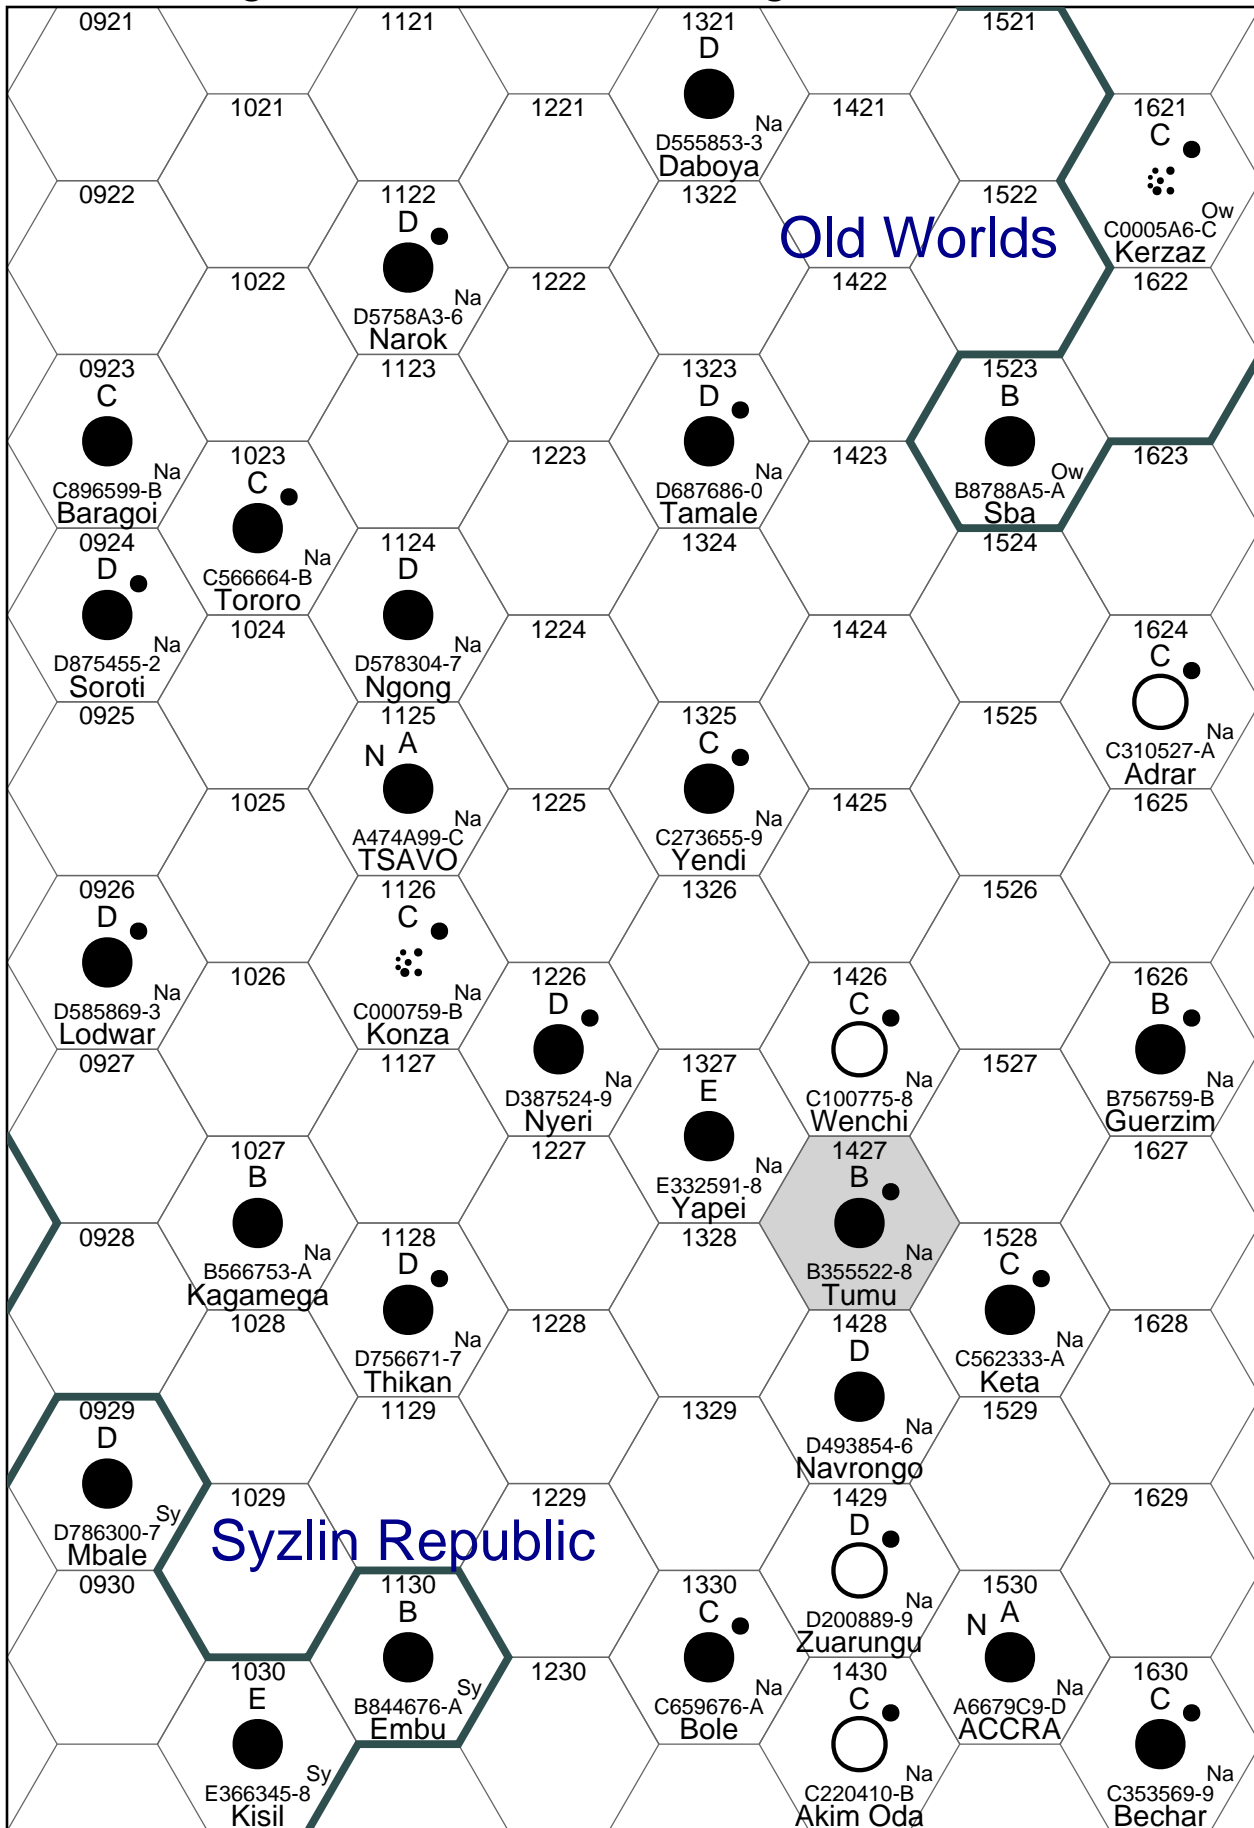 0921
1121
1321
D
D555853-3
Na
Daboya
1521
1021
1221
1421
1621
C
C0005A6-C
Ow
Kerzaz
0922
1122
D
D5758A3-6
Na
Narok
1322
1522
Old Worlds
1022
1222
1422
1622
0923
C
C896599-B
Na
Baragoi
1123
1323
D
D687686-0
Na
Tamale
1523
B
B8788A5-A
Ow
Sba
1023
C
C566664-B
Na
Tororo
1223
1423
1623
0924
D
D875455-2
Na
Soroti
1124
D
D578304-7
Na
Ngong
1324
1524
1024
1224
1424
1624
C
C310527-A
Na
Adrar
0925
1125
N
A
A474A99-C
Na
TSAVO
1325
C
C273655-9
Na
Yendi
1525
1025
1225
1425
1625
0926
D
D585869-3
Na
Lodwar
1126
C
C000759-B
Na
Konza
1326
1526
1026
1226
D
D387524-9
Na
Nyeri
1426
C
C100775-8
Na
Wenchi
1626
B
B756759-B
Na
Guerzim
0927
1127
1327
E
E332591-8
Na
Yapei
1527
1027
B
B566753-A
Na
Kagamega
1227
1427
B
B355522-8
Na
Tumu
1627
0928
1128
D
D756671-7
Na
Thikan
1328
1528
C
C562333-A
Na
Keta
1028
1228
1428
D
D493854-6
Na
Navrongo
1628
0929
D
D786300-7
Sy
Mbale
1129
1329
1529
1029
1229
1429
D
D200889-9
Na
Zuarungu
1629
Syzlin Republic
0930
1130
B
B844676-A
Sy
Embu
1330
C
C659676-A
Na
Bole
1530
N
A
A6679C9-D
Na
ACCRA
1030
E
E366345-8
Sy
Kisil
1230
1430
C
C220410-B
Na
Akim Oda
1630
C
C353569-9
Na
Bechar